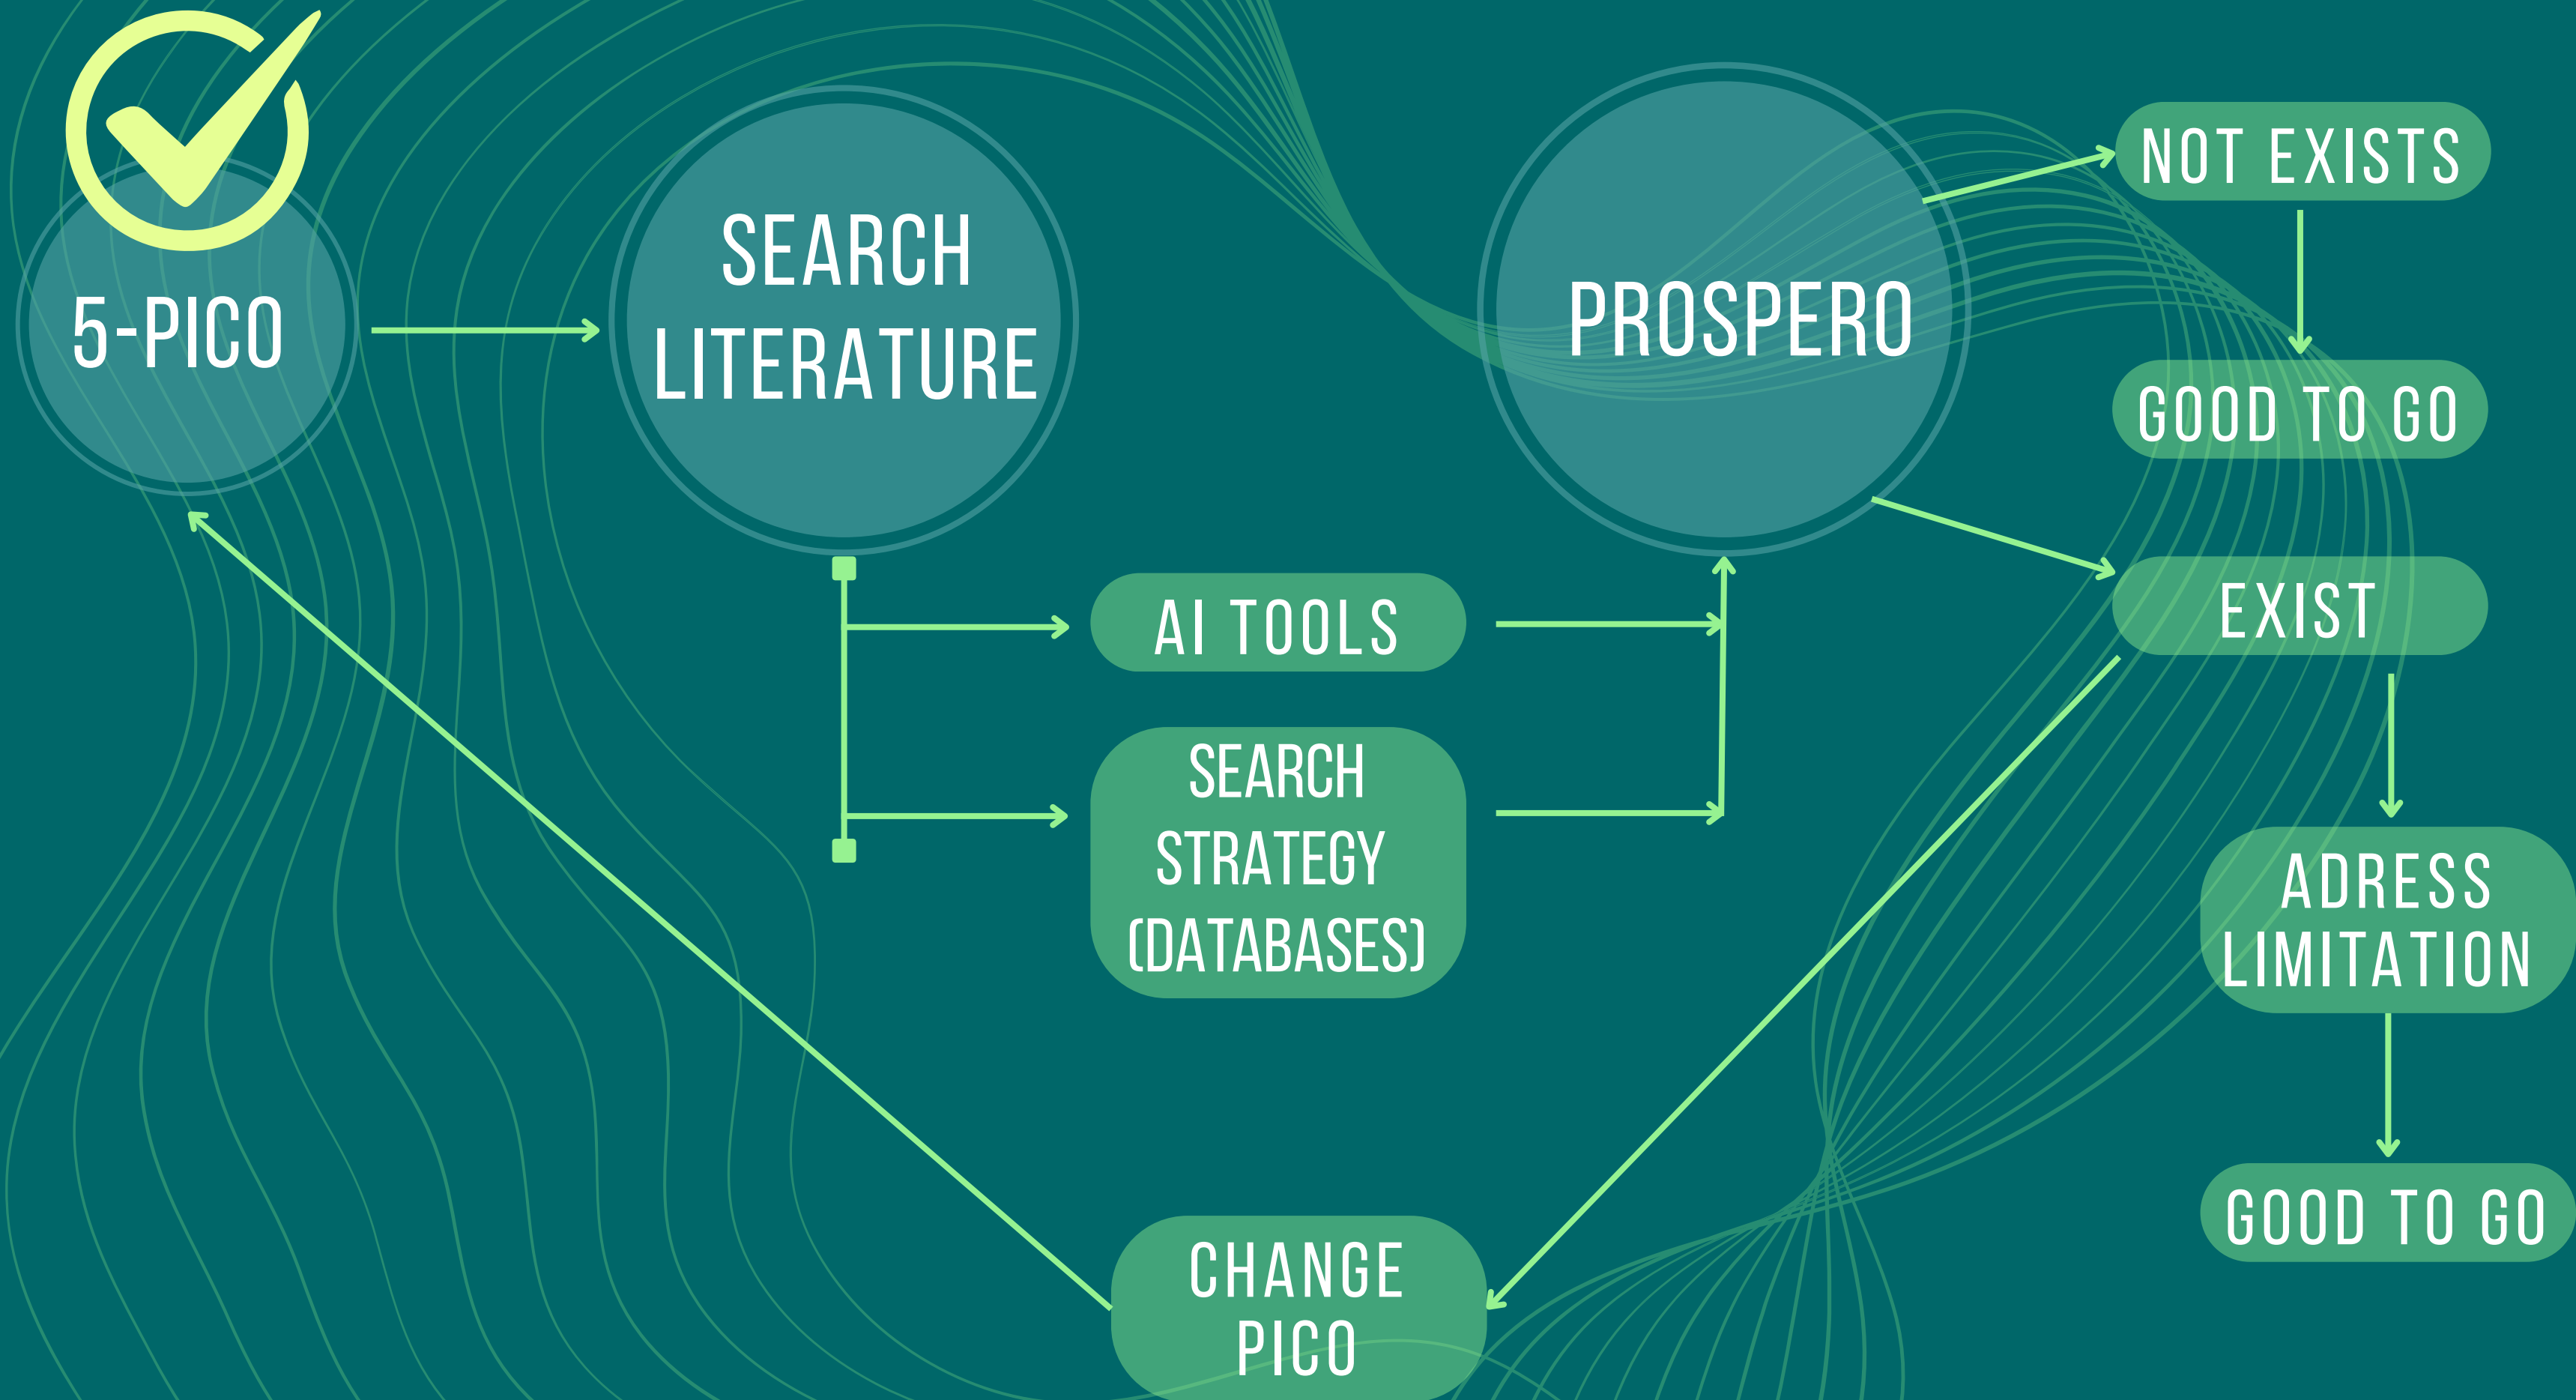 5-PICO
SEARCH
LITERATURE
PROSPERO
NOT EXISTS
GOOD TO GO
EXIST
AI TOOLS
SEARCH
STRATEGY
(DATABASES)
ADRESS
LIMITATION
GOOD TO GO
CHANGE
PICO